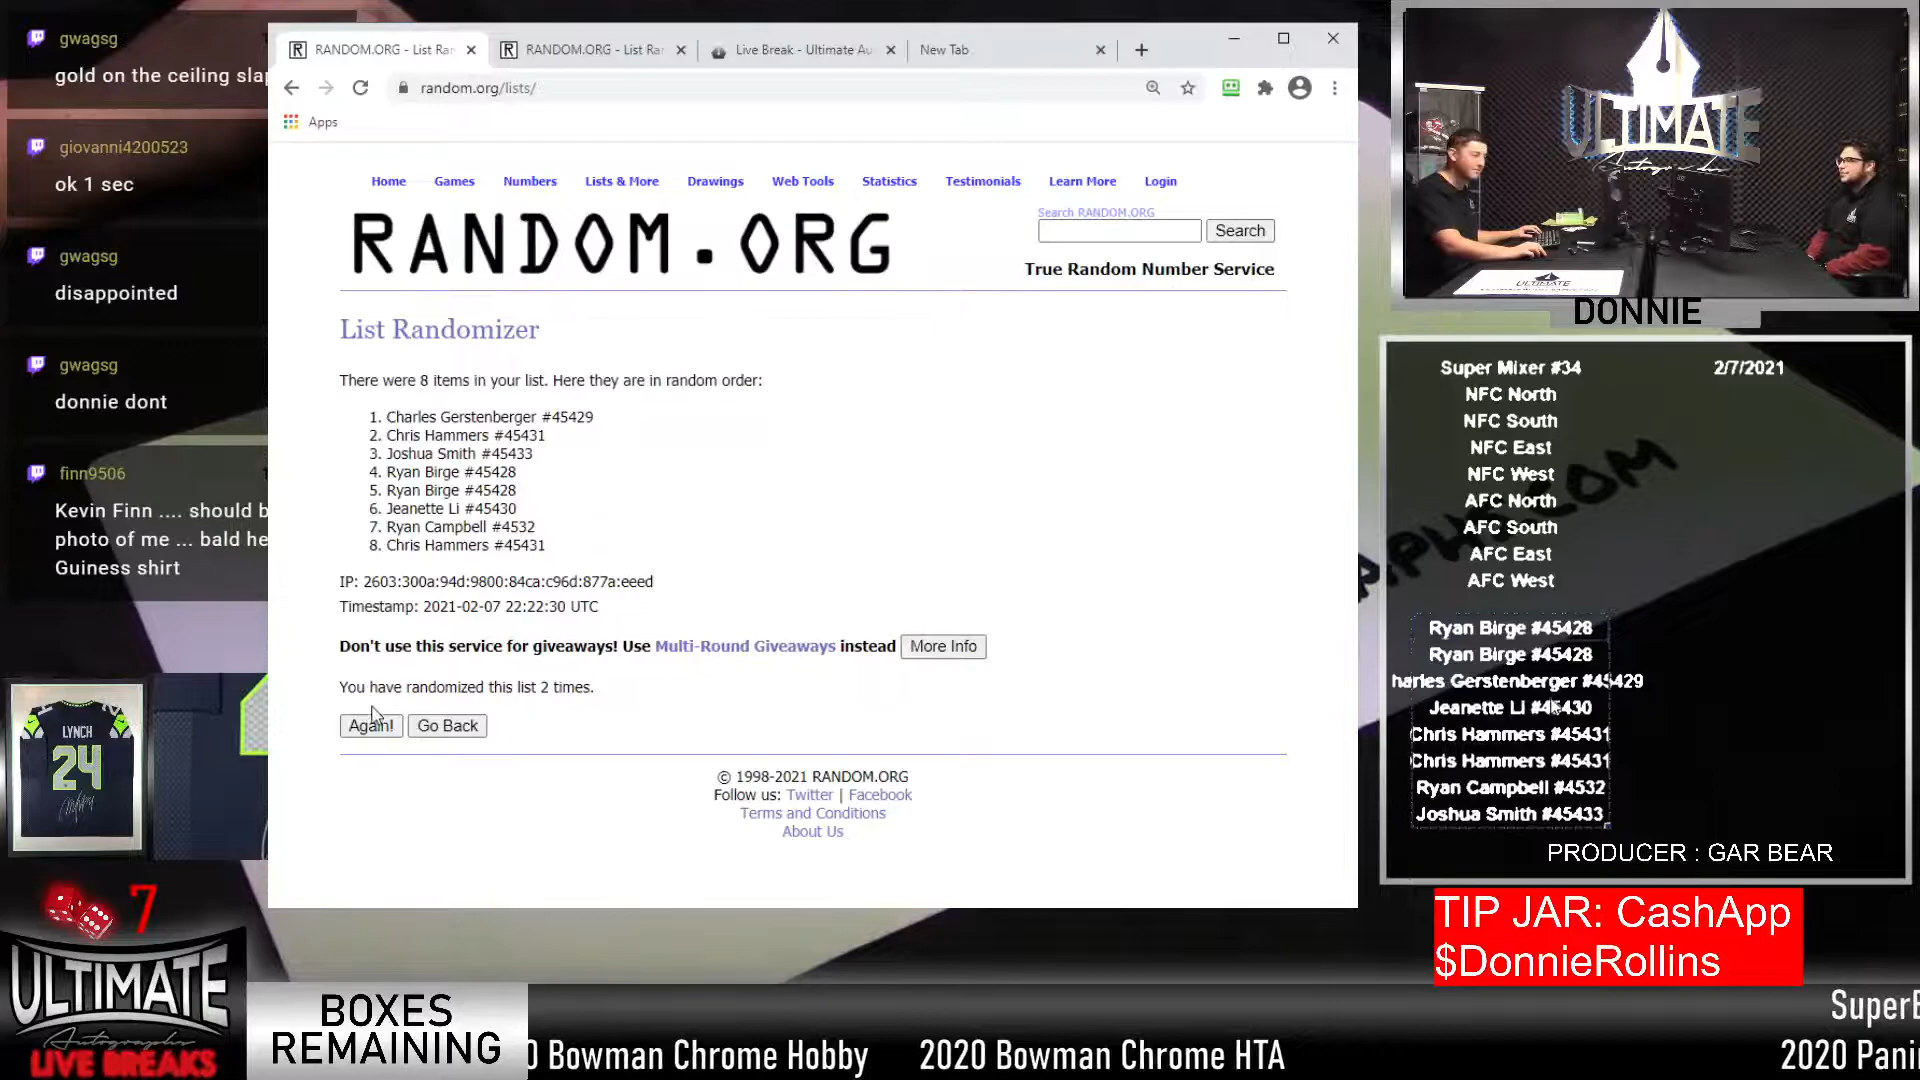 gwagsg
gold on the ceiling slap
giovanni4200523
ok 1 sec
gwagsg
disappointed
gwagsg
donnie dont
finn9506
Kevin Finn .... should b
photo of me ... bald he
Guiness shirt
LYNCH
24
7
ULTIMATE
Autographs
LIVE BREAKS
RANDOM.ORG - List Ran
RANDOM.ORG - List Ra
Live Break - Ultimate Au
New Tab
random.org/lists/
Apps
Home Games Numbers Lists & More Drawings Web Tools Statistics Testimonials Learn More Login
RANDOM.ORG
Search RANDOM.ORG
Search
True Random Number Service
List Randomizer
There were 8 items in your list. Here they are in random order:
1. Charles Gerstenberger #45429
2. Chris Hammers #45431
3. Joshua Smith #45433
4. Ryan Birge #45428
5. Ryan Birge #45428
6. Jeanette Li #45430
7. Ryan Campbell #4532
8. Chris Hammers #45431
IP: 2603:300a:94d:9800:84ca:c96d:877a:eeed
Timestamp: 2021-02-07 22:22:30 UTC
Don't use this service for giveaways! Use Multi-Round Giveaways instead More Info
You have randomized this list 2 times.
Again! Go Back
© 1998-2021 RANDOM.ORG
Follow us: Twitter | Facebook
Terms and Conditions
About Us
ULTIMATE
Autographs
ULTIMATE
DONNIE
Super Mixer #34 2/7/2021
NFC North
NFC South
NFC East
NFC West
AFC North
AFC South
AFC East
AFC West
Ryan Birge #45428
Ryan Birge #45428
harles Gerstenberger #45429
Jeanette Li #45430
Chris Hammers #45431
Chris Hammers #45431
Ryan Campbell #4532
Joshua Smith #45433
PRODUCER : GAR BEAR
TIP JAR: CashApp
$DonnieRollins
BOXES
REMAINING
0 Bowman Chrome Hobby 2020 Bowman Chrome HTA
SuperB
2020 Panin